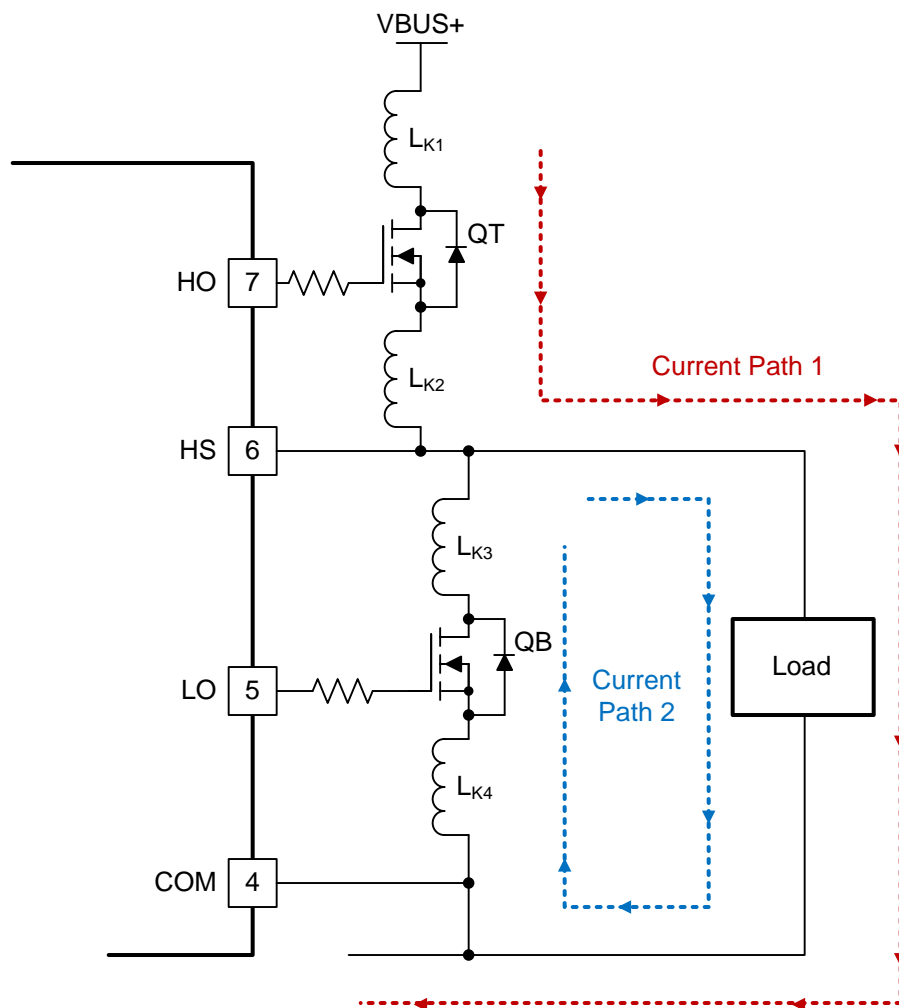 VBUS+
LK1
QT
HO 7
LK2
Current Path 1
HS 6
LK3
QB
LO 5
Load
Current
Path 2
LK4
COM 4